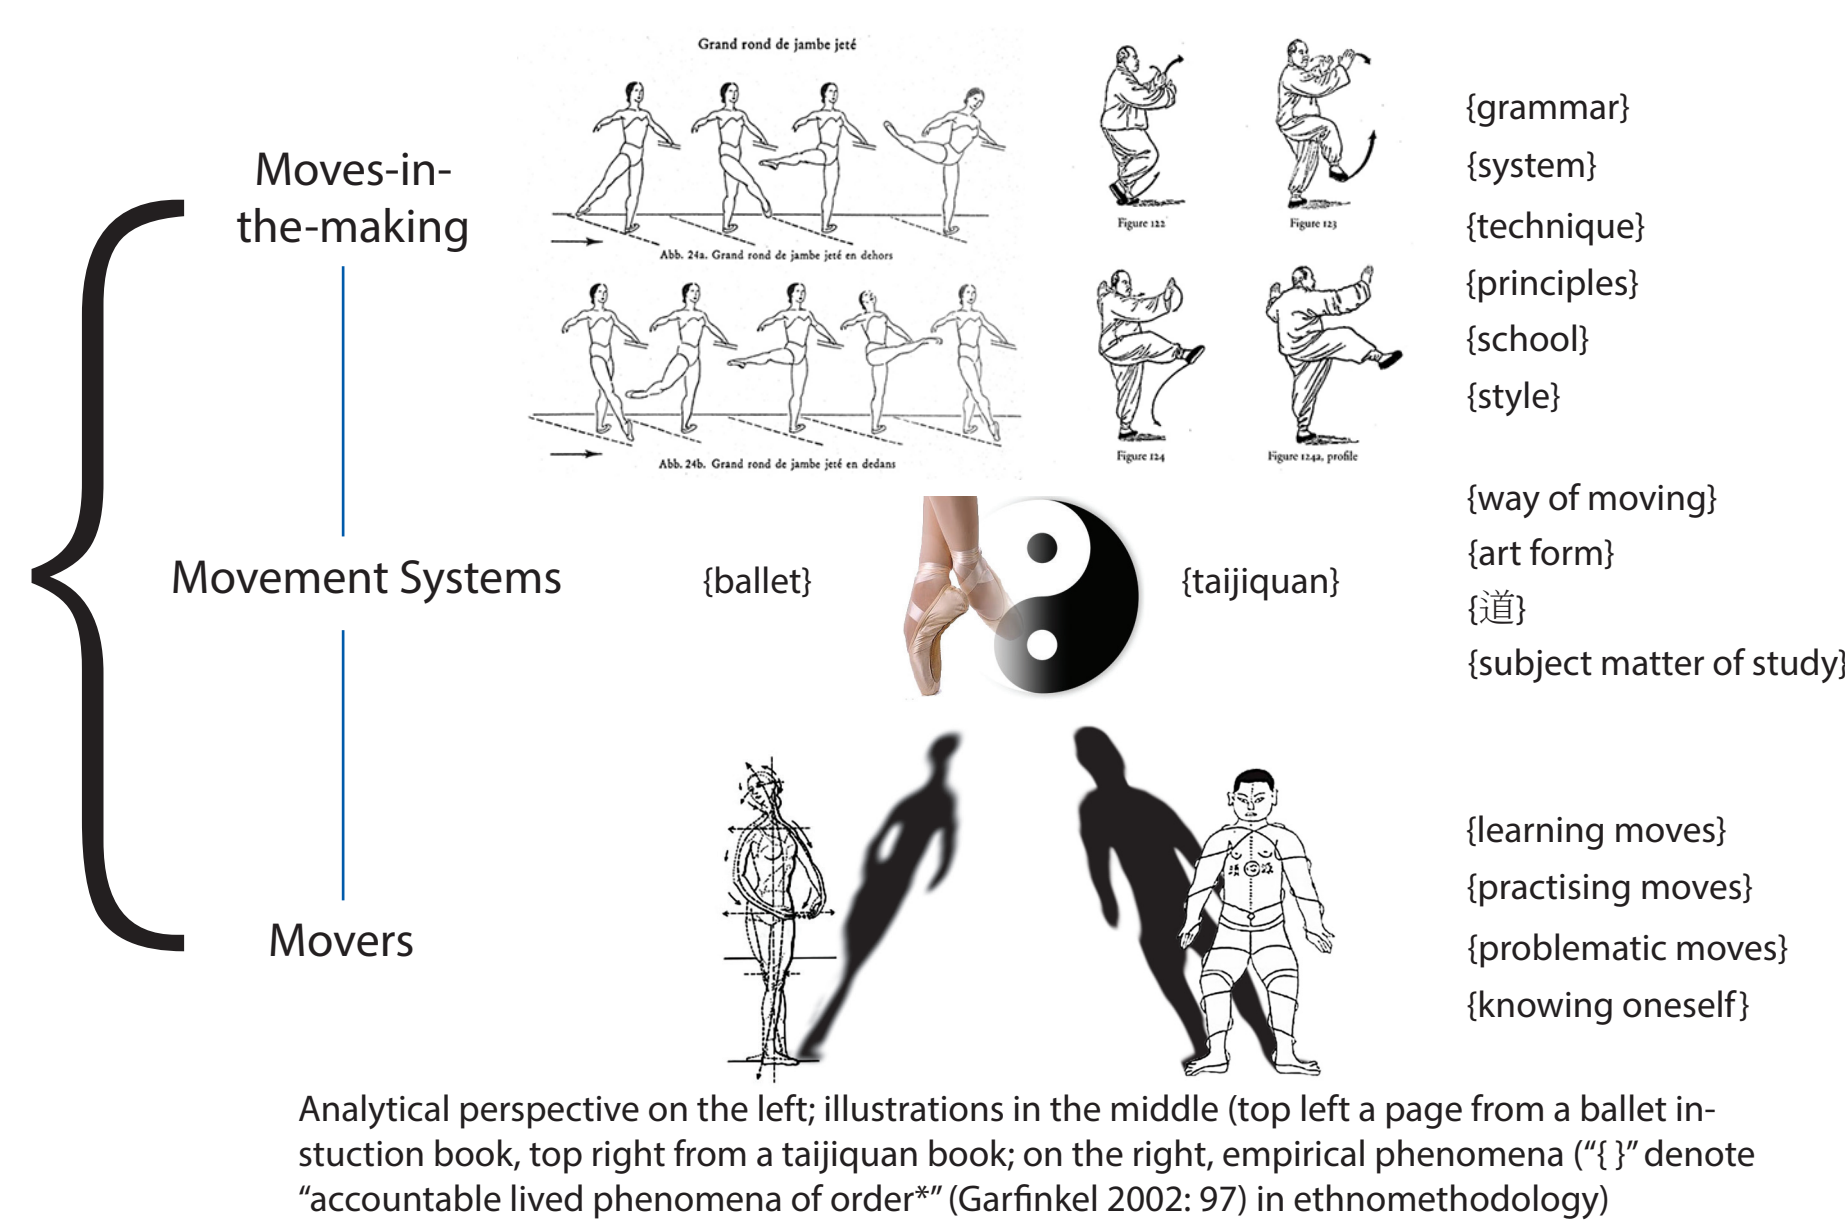 Grand rond de jambe jeté
Abb. 24a. Grand rond de jambe jeté en dehors
Abb. 24b. Grand rond de jambe jeté en dedans
Figure 122
Figure 123
Figure 124
Figure 124a, profile
Moves-in-
the-making
{grammar}
{system}
{technique}
{principles}
{school}
{style}
Movement Systems
{ballet}
{taijiquan}
{way of moving}
{art form}
{道}
{subject matter of study}
Movers
{learning moves}
{practising moves}
{problematic moves}
{knowing oneself}
Analytical perspective on the left; illustrations in the middle (top left a page from a ballet in-
stuction book, top right from a taijiquan book; on the right, empirical phenomena (“{ }” denote
“accountable lived phenomena of order*” (Garfinkel 2002: 97) in ethnomethodology)